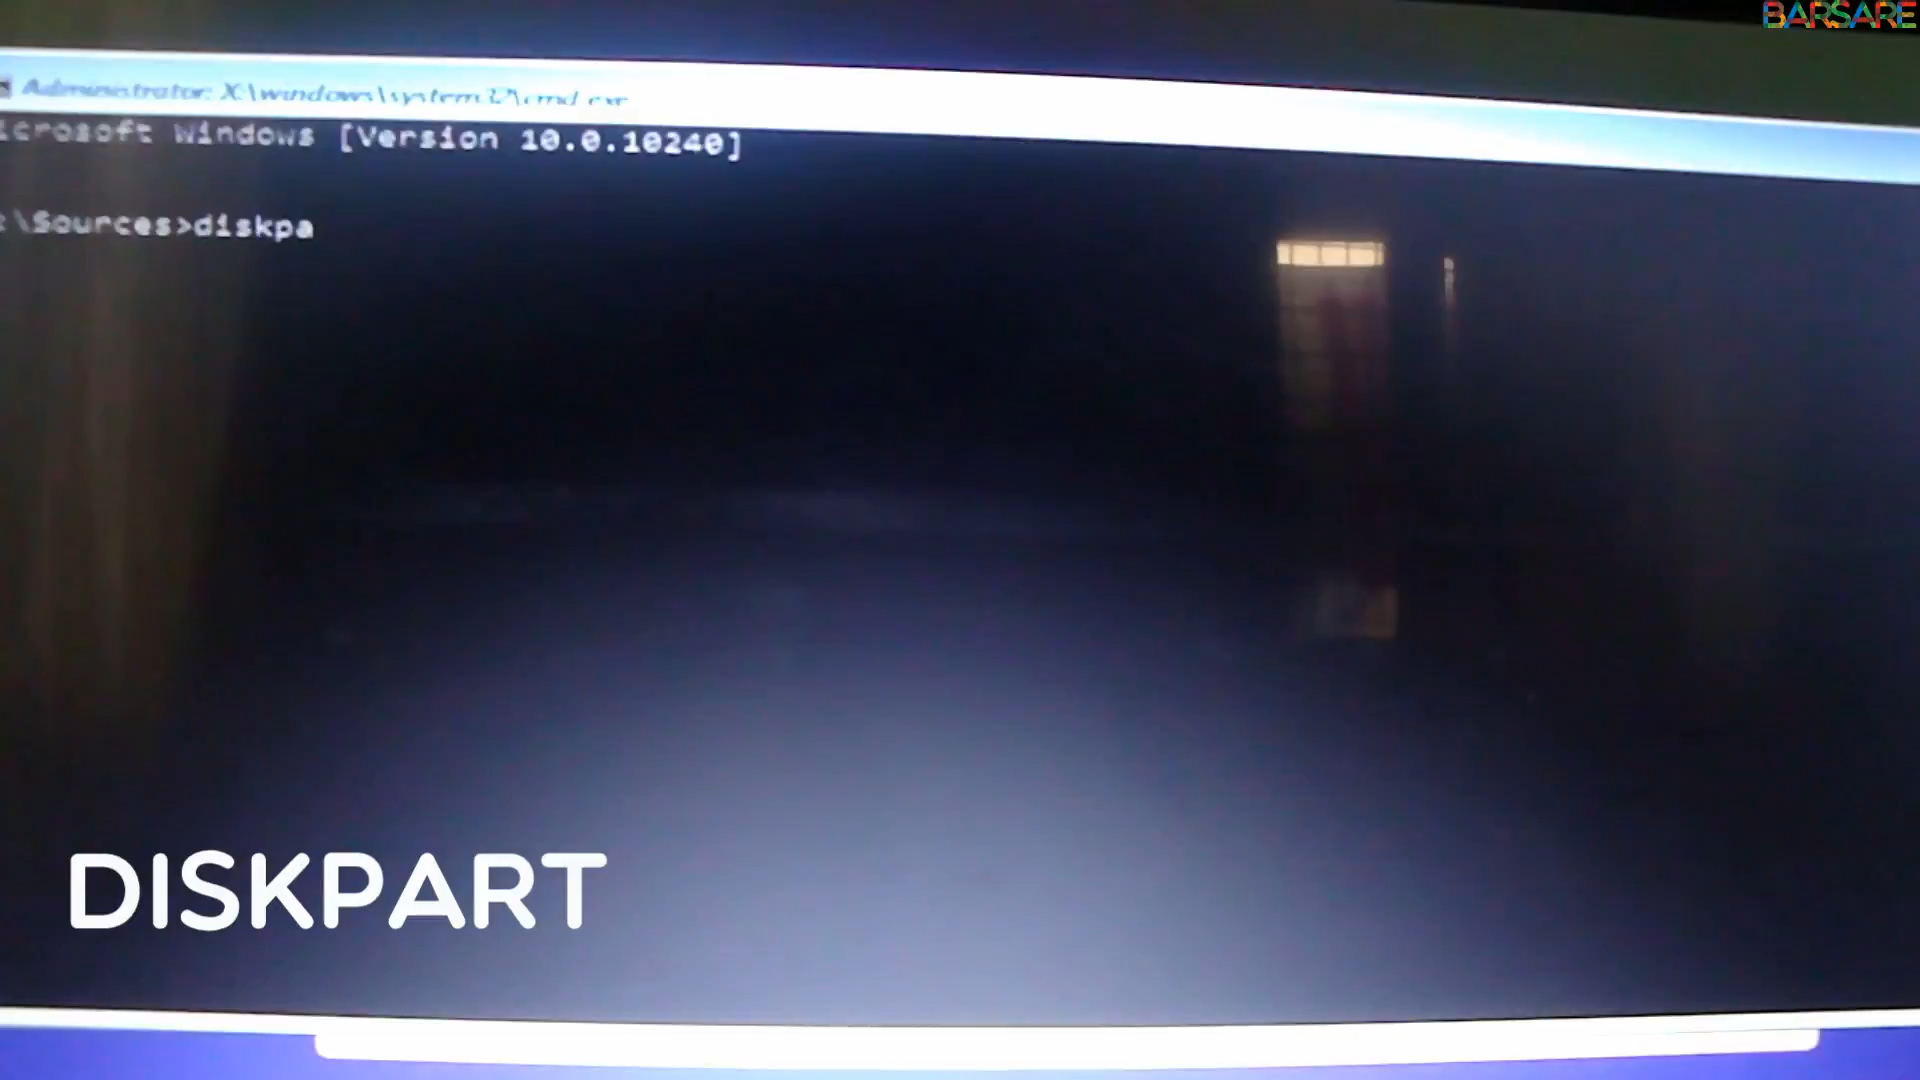 BARSARE
Administrator: X:\windows\system32\cmd.exe
icrosoft Windows [Version 10.0.10240]
:\Sources>diskpa
DISKPART